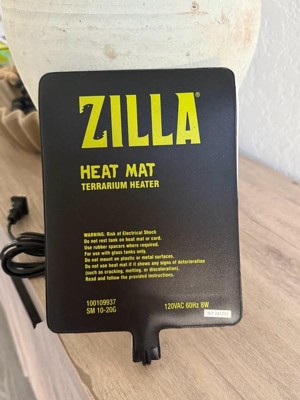 ZILLA®
HEAT MAT
TERRARIUM HEATER
WARNING: Risk of Electrical Shock
Do not rest tank on heat mat or cord.
Use rubber spacers where required.
For use with glass tanks only.
Do not mount on plastic or metal surfaces.
Do not use heat mat if it shows any signs of deterioration
(such as cracking, melting, or discoloration).
Read and follow the provided instructions.
100109937
SM 10-20G
120VAC 60Hz 8W